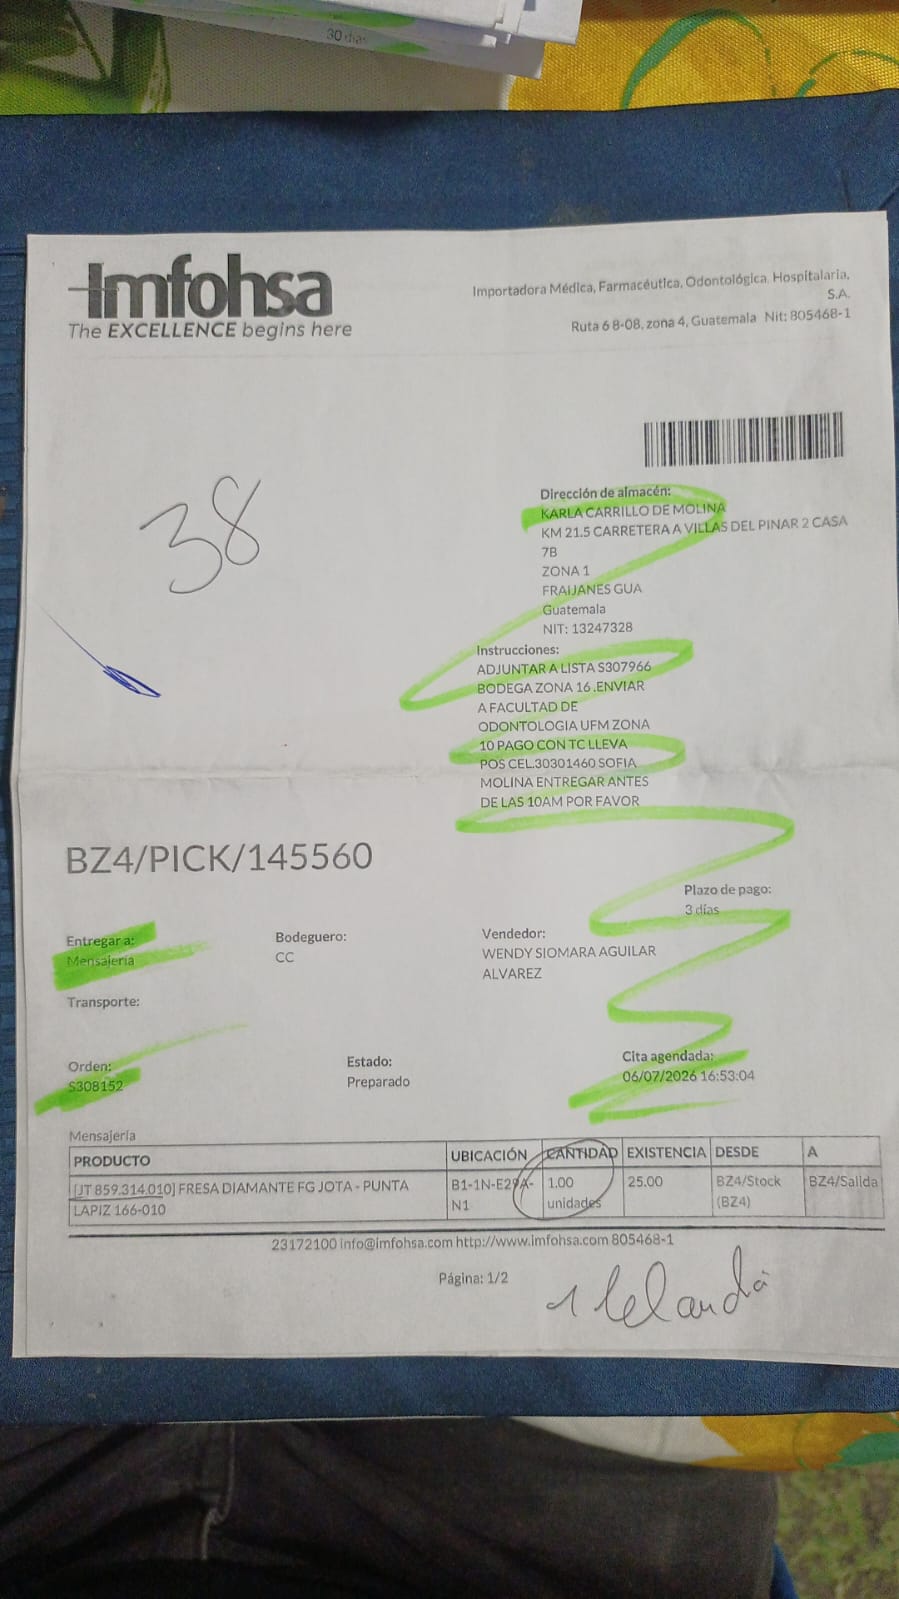 30 días
Imfohsa
The EXCELLENCE begins here
Importadora Médica, Farmacéutica, Odontológica, Hospitalaria,
S.A.
Ruta 6 8-08, zona 4, Guatemala Nit: 805468-1
38
Dirección de almacén:
KARLA CARRILLO DE MOLINA
KM 21.5 CARRETERA A VILLAS DEL PINAR 2 CASA
7B
ZONA 1
FRAIJANES GUA
Guatemala
NIT: 13247328
Instrucciones:
ADJUNTAR A LISTA S307966
BODEGA ZONA 16 .ENVIAR
A FACULTAD DE
ODONTOLOGIA UFM ZONA
10 PAGO CON TC LLEVA
POS CEL.30301460 SOFIA
MOLINA ENTREGAR ANTES
DE LAS 10AM POR FAVOR
BZ4/PICK/145560
Plazo de pago:
3 días
Entregar a:
Mensajería
Bodeguero:
CC
Vendedor:
WENDY SIOMARA AGUILAR
ALVAREZ
Transporte:
Orden:
S308152
Estado:
Preparado
Cita agendada:
06/07/2026 16:53:04
Mensajería
PRODUCTO UBICACIÓN CANTIDAD EXISTENCIA DESDE A
[JT 859.314.010] FRESA DIAMANTE FG JOTA - PUNTA B1-1N-E29A- 1.00 25.00 BZ4/Stock BZ4/Salida
LAPIZ 166-010 N1 unidades (BZ4)
23172100 info@imfohsa.com http://www.imfohsa.com 805468-1
Página: 1/2